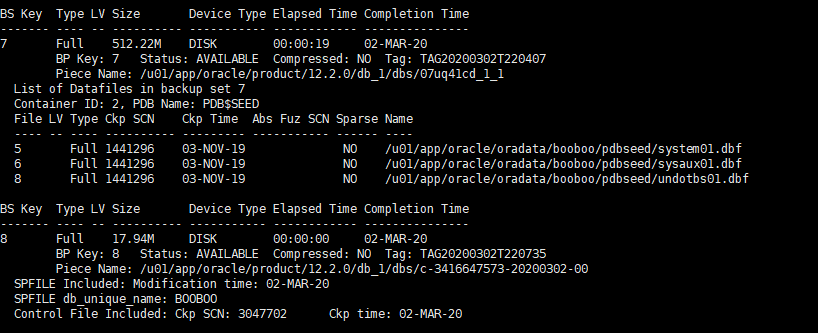 BS Key  Type LV Size       Device Type Elapsed Time Completion Time
------- ---- -- ---------- ----------- ------------ ---------------
7       Full    512.22M    DISK        00:00:19     02-MAR-20
        BP Key: 7   Status: AVAILABLE  Compressed: NO  Tag: TAG20200302T220407
        Piece Name: /u01/app/oracle/product/12.2.0/db_1/dbs/07uq41cd_1_1
  List of Datafiles in backup set 7
  Container ID: 2, PDB Name: PDB$SEED
  File LV Type Ckp SCN    Ckp Time  Abs Fuz SCN Sparse Name
  ---- -- ---- ---------- --------- ----------- ------ ----
  5       Full 1441296    03-NOV-19              NO    /u01/app/oracle/oradata/booboo/pdbseed/system01.dbf
  6       Full 1441296    03-NOV-19              NO    /u01/app/oracle/oradata/booboo/pdbseed/sysaux01.dbf
  8       Full 1441296    03-NOV-19              NO    /u01/app/oracle/oradata/booboo/pdbseed/undotbs01.dbf
BS Key  Type LV Size       Device Type Elapsed Time Completion Time
------- ---- -- ---------- ----------- ------------ ---------------
8       Full    17.94M     DISK        00:00:00     02-MAR-20
        BP Key: 8   Status: AVAILABLE  Compressed: NO  Tag: TAG20200302T220735
        Piece Name: /u01/app/oracle/product/12.2.0/db_1/dbs/c-3416647573-20200302-00
  SPFILE Included: Modification time: 02-MAR-20
  SPFILE db_unique_name: BOOBOO
  Control File Included: Ckp SCN: 3047702      Ckp time: 02-MAR-20